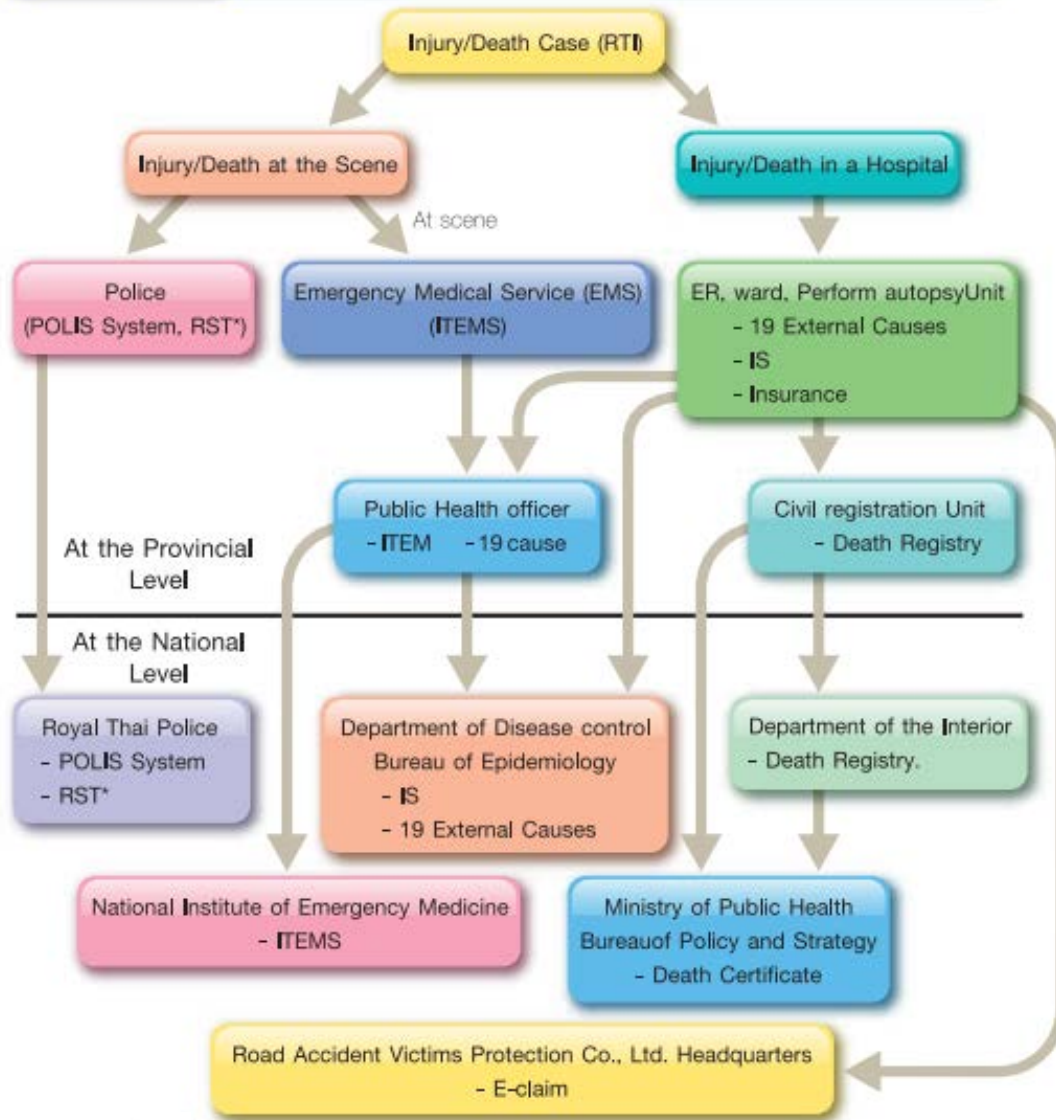 Injury/Death Case (RTI)
Injury/Death at the Scene
Injury/Death in a Hospital
At scene
Police
(POLIS System, RST*)
Emergency Medical Service (EMS)
(ITEMS)
ER, ward, Perform autopsyUnit
- 19 External Causes
- IS
- Insurance
Public Health officer
- ITEM - 19 cause
Civil registration Unit
- Death Registry
At the Provincial
Level
At the National
Level
Royal Thai Police
- POLIS System
- RST*
Department of Disease control
Bureau of Epidemiology
- IS
- 19 External Causes
Department of the Interior
- Death Registry.
National Institute of Emergency Medicine
- ITEMS
Ministry of Public Health
Bureauof Policy and Strategy
- Death Certificate
Road Accident Victims Protection Co., Ltd. Headquarters
- E-claim